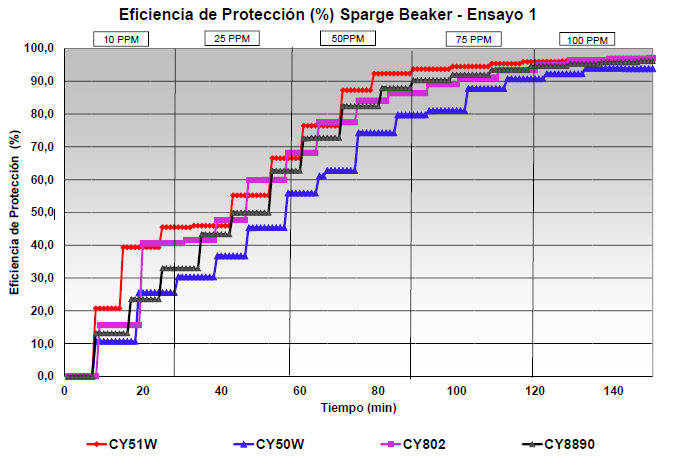 Eficiencia de Protección (%) Sparge Beaker - Ensayo 1
10 PPM 25 PPM 50PPM 75 PPM 100 PPM
100,0
90,0
80,0
70,0
60,0
50,0
40,0
30,0
20,0
10,0
0,0
Eficiencia de Protección (%)
0 20 40 60 80 100 120 140
Tiempo (min)
CY51W CY50W CY802 CY8890